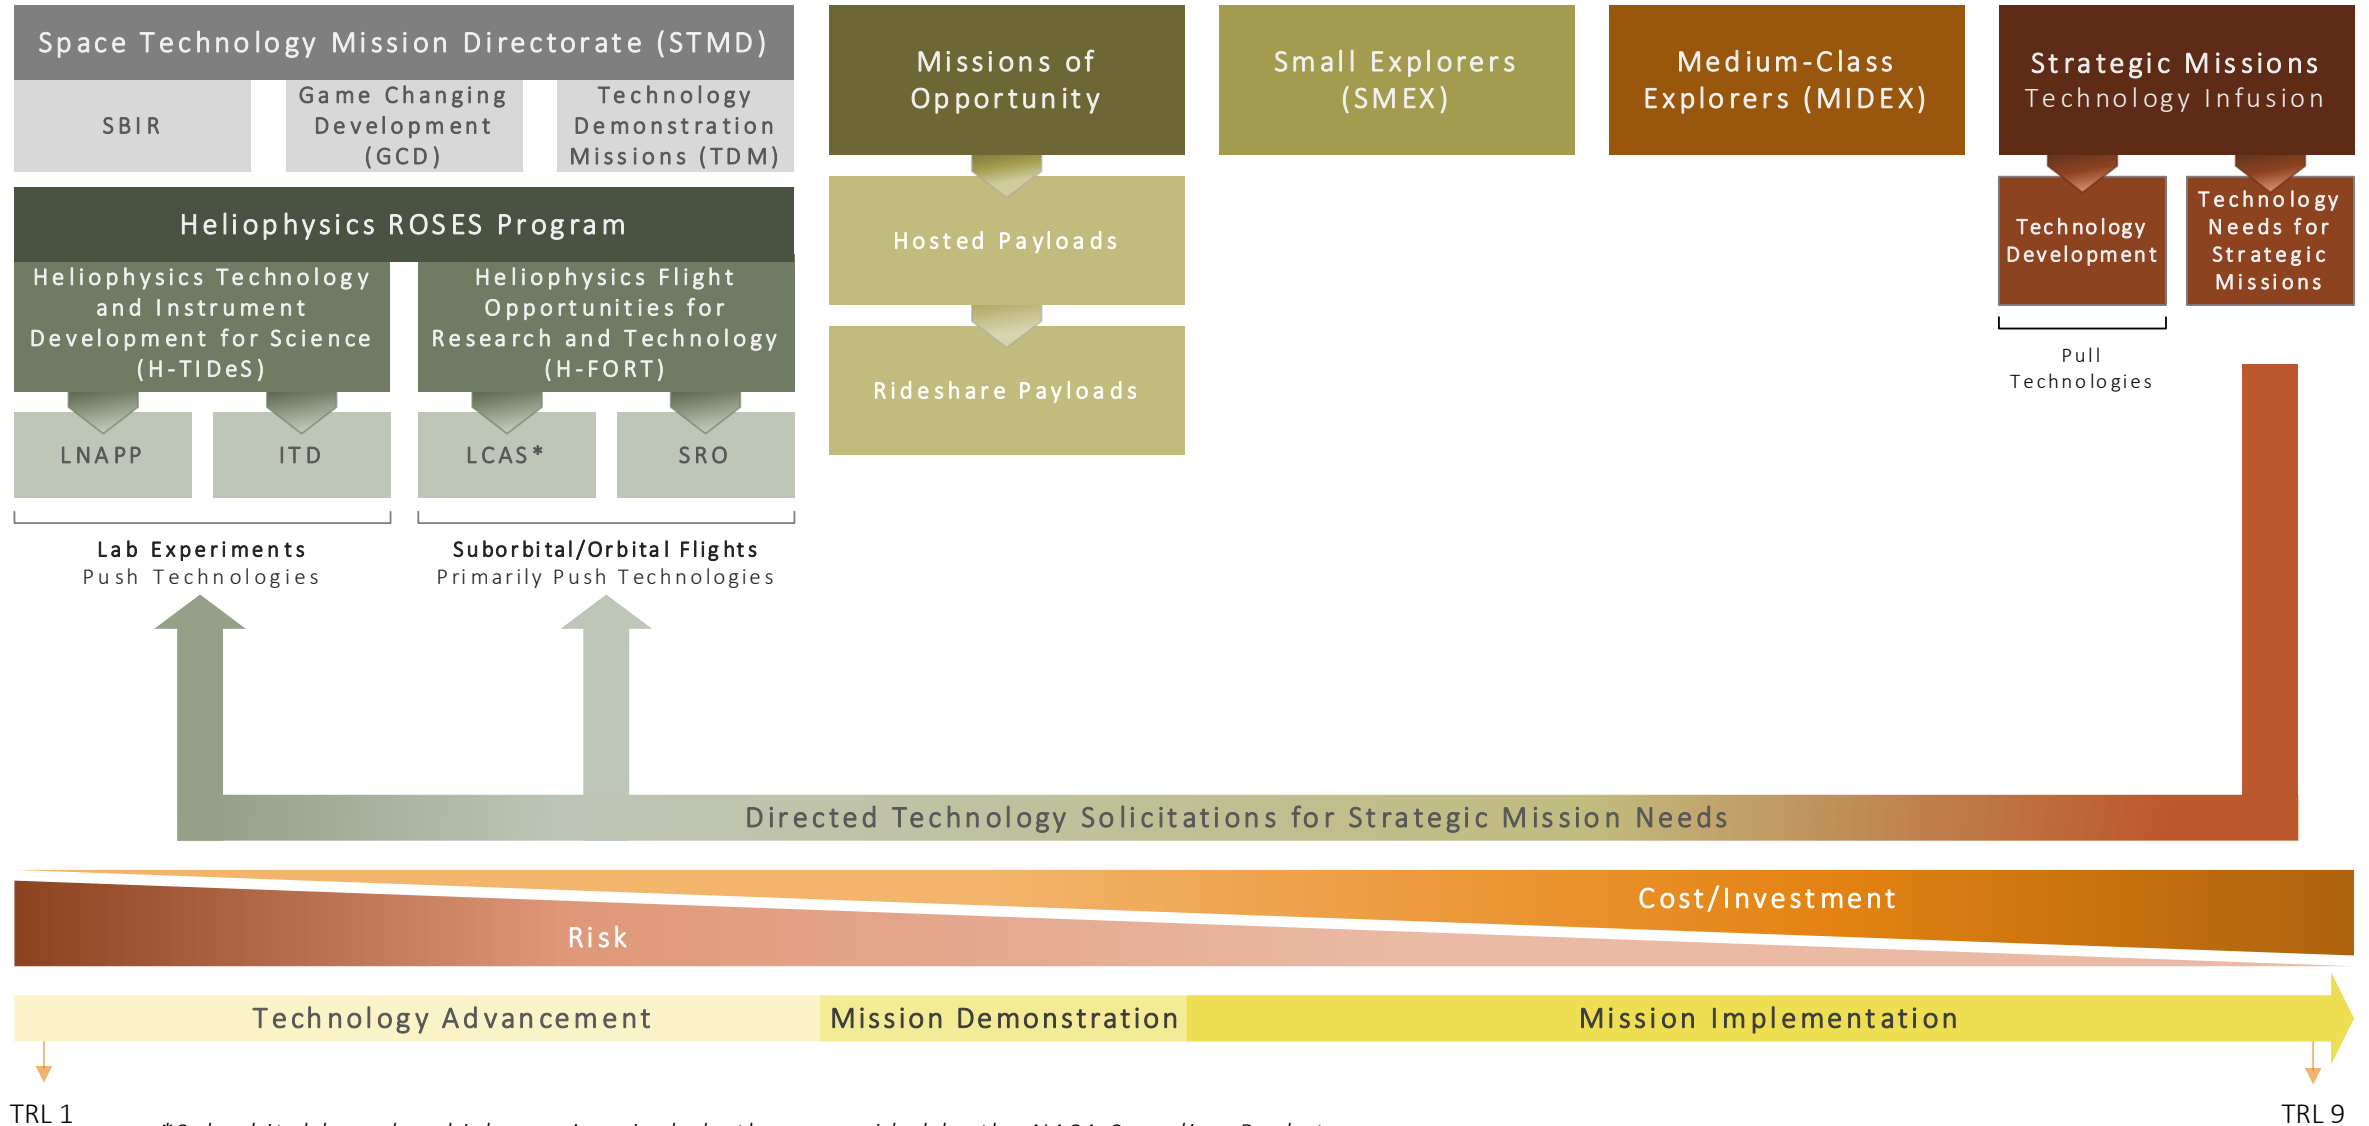 Space Technology Mission Directorate (STMD)
SBIR
Game Changing
Development
(GCD)
Technology
Demonstration
Missions (TDM)
Heliophysics ROSES Program
Heliophysics Technology
and Instrument
Development for Science
(H-TIDeS)
Heliophysics Flight
Opportunities for
Research and Technology
(H-FORT)
LNAPP
ITD
LCAS*
SRO
Lab Experiments
Push Technologies
Suborbital/Orbital Flights
Primarily Push Technologies
Missions of
Opportunity
Hosted Payloads
Rideshare Payloads
Small Explorers
(SMEX)
Medium-Class
Explorers (MIDEX)
Strategic Missions
Technology Infusion
Technology
Development
Technology
Needs for
Strategic
Missions
Pull
Technologies
Directed Technology Solicitations for Strategic Mission Needs
Cost/Investment
Risk
Technology Advancement
Mission Demonstration
Mission Implementation
TRL 1
TRL 9